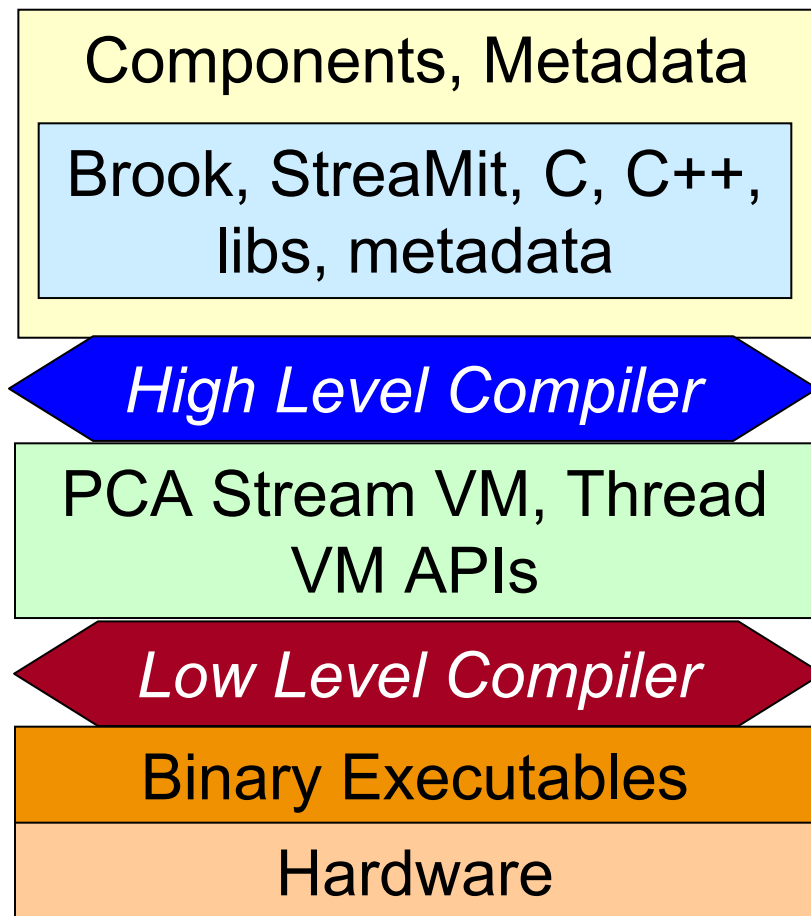 Components, Metadata
Brook, StreaMit, C, C++,
libs, metadata
High Level Compiler
PCA Stream VM, Thread
VM APIs
Low Level Compiler
Binary Executables
Hardware